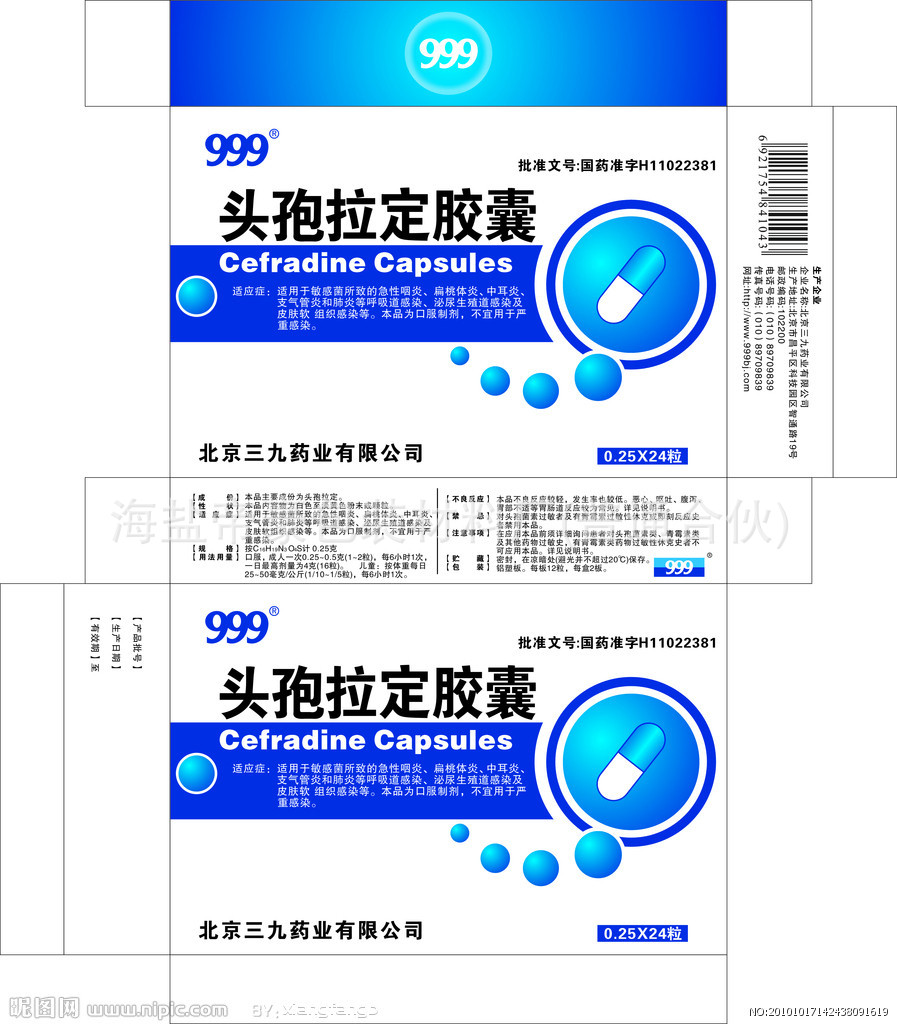 999
999®
批准文号:国药准字H11022381
头孢拉定胶囊
Cefradine Capsules
适应症：适用于敏感菌所致的急性咽炎、扁桃体炎、中耳炎、
支气管炎和肺炎等呼吸道感染、泌尿生殖道感染及
皮肤软 组织感染等。本品为口服制剂，不宜用于严
重感染。
北京三九药业有限公司
0.25X24粒
6 921754 841043
生产企业
企业名称:北京三九药业有限公司
生产地址:北京市昌平区科技园区智通路19号
邮政编码:102200
电话号码:(010)89709839
传真号码:(010)89709839
网址:http://www.999bj.com
【成 份】本品主要成份为头孢拉定。
【性 状】本品内容物为白色至淡黄色粉末或颗粒。
【适 应 症】适用于敏感菌所致的急性咽炎、扁桃体炎、中耳炎、
支气管炎和肺炎等呼吸道感染、泌尿生殖道感染及
皮肤软组织感染等。本品为口服制剂，不宜用于严
重感染。
【规 格】按C₁₆H₁₉N₃O₄S计 0.25克
【用法用量】口服，成人一次0.25~0.5克(1~2粒)，每6小时1次，
一日最高剂量为4克(16粒)。 儿童：按体重每日
25~50毫克/公斤(1/10~1/5粒)，每6小时1次。
【不良反应】本品不良反应较轻，发生率也较低。恶心、呕吐、腹泻、
胃部不适等胃肠道反应较为常见。详见说明书。
【禁 忌】对头孢菌素过敏者及有青霉素过敏性休克或即刻反应史
者禁用本品。
【注意事项】在应用本品前须详细询问患者对头孢菌素类、青霉素类
及其他药物过敏史，有青霉素类药物过敏性休克史者不
可应用本品。详见说明书。
【贮 藏】密封，在凉暗处(避光并不超过20℃)保存。
【包 装】铝塑板。每板12粒，每盒2板。
999®
【产品批号】
【生产日期】
【有效期】至
999®
批准文号:国药准字H11022381
头孢拉定胶囊
Cefradine Capsules
适应症：适用于敏感菌所致的急性咽炎、扁桃体炎、中耳炎、
支气管炎和肺炎等呼吸道感染、泌尿生殖道感染及
皮肤软 组织感染等。本品为口服制剂，不宜用于严
重感染。
北京三九药业有限公司
0.25X24粒
昵图网 www.nipic.com
BY: xiangfango
NO:20101017142438091619